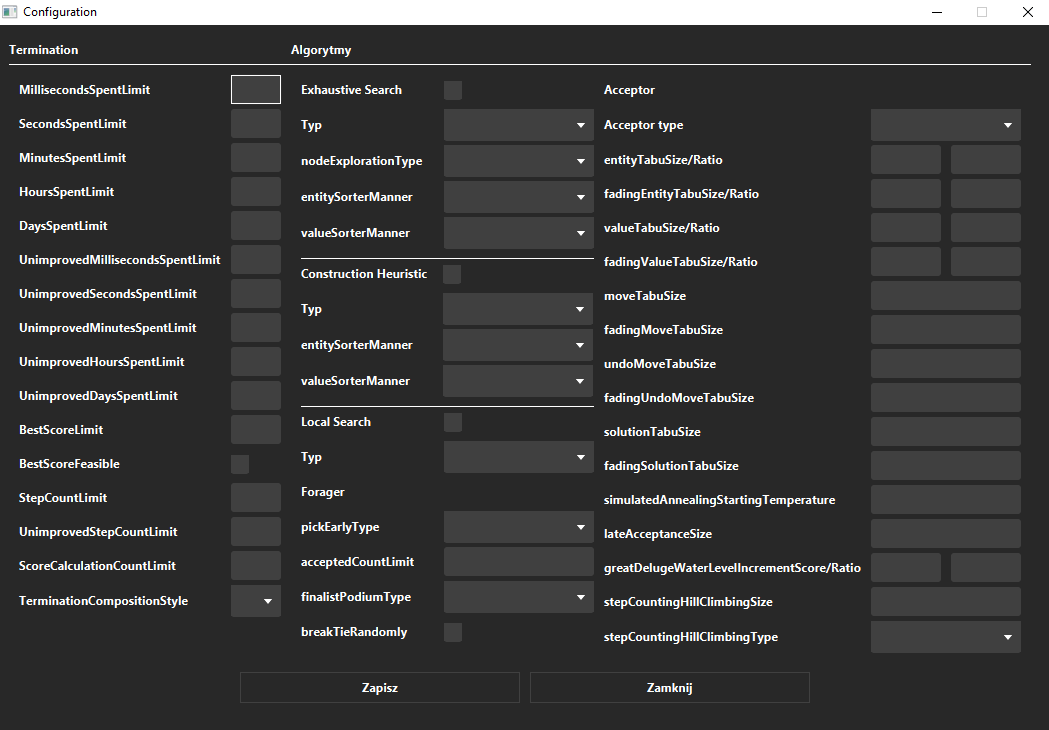 Configuration
Termination
MillisecondsSpentLimit
SecondsSpentLimit
MinutesSpentLimit
HoursSpentLimit
DaysSpentLimit
UnimprovedMillisecondsSpentLimit
UnimprovedSecondsSpentLimit
UnimprovedMinutesSpentLimit
UnimprovedHoursSpentLimit
UnimprovedDaysSpentLimit
BestScoreLimit
BestScoreFeasible
StepCountLimit
UnimprovedStepCountLimit
ScoreCalculationCountLimit
TerminationCompositionStyle
Algorytmy
Exhaustive Search
Typ
nodeExplorationType
entitySorterManner
valueSorterManner
Construction Heuristic
Typ
entitySorterManner
valueSorterManner
Local Search
Typ
Forager
pickEarlyType
acceptedCountLimit
finalistPodiumType
breakTieRandomly
Acceptor
Acceptor type
entityTabuSize/Ratio
fadingEntityTabuSize/Ratio
valueTabuSize/Ratio
fadingValueTabuSize/Ratio
moveTabuSize
fadingMoveTabuSize
undoMoveTabuSize
fadingUndoMoveTabuSize
solutionTabuSize
fadingSolutionTabuSize
simulatedAnnealingStartingTemperature
lateAcceptanceSize
greatDelugeWaterLevelIncrementScore/Ratio
stepCountingHillClimbingSize
stepCountingHillClimbingType
Zapisz
Zamknij